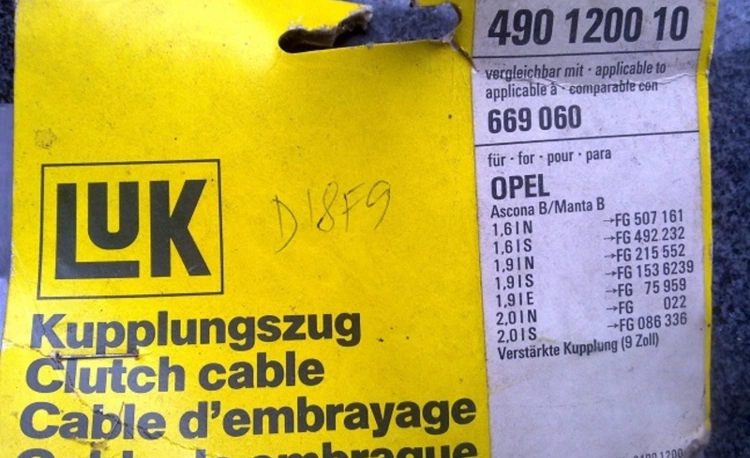 LUK
D18F9
Kupplungszug
Clutch cable
Cable d'embrayage
490 1200 10
vergleichbar mit · applicable to
applicable à · comparable con
669 060
für · for · pour · para
OPEL
Ascona B/Manta B
1,6 l N →FG 507 161
1,6 l S →FG 492 232
1,9 l N →FG 215 552
1,9 l S →FG 153 6239
1,9 l E →FG 75 959
2,0 l N →FG 022
2,0 l S →FG 086 336
Verstärkte Kupplung (9 Zoll)